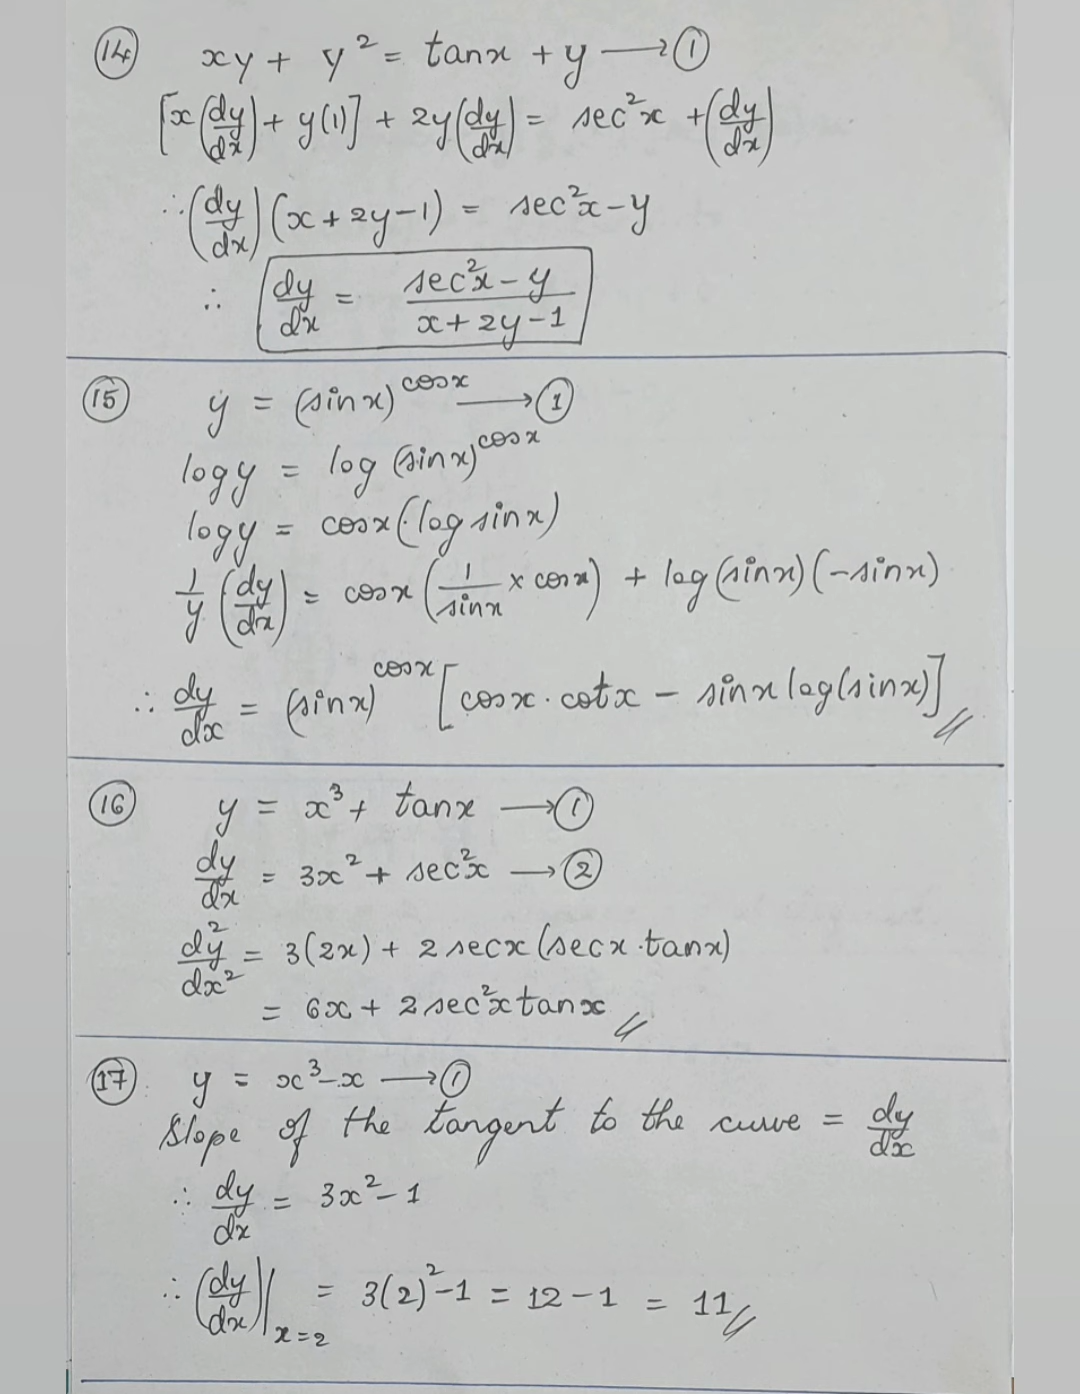 (14) xy + y² = tanx + y ⟶ (1)
[x(dy/dx) + y(1)] + 2y(dy/dx) = sec²x + (dy/dx)
∴ (dy/dx) (x + 2y - 1) = sec²x - y
∴ dy/dx = (sec²x - y)/(x + 2y - 1)
(15) y = (sinx)^cosx ⟶ (1)
logy = log (sinx)^cosx
logy = cosx (log sinx)
1/y (dy/dx) = cosx (1/sinx × cosx) + log(sinx) (-sinx)
∴ dy/dx = (sinx)^cosx [cosx · cotx - sinx log(sinx)]
(16) y = x³ + tanx ⟶ (1)
dy/dx = 3x² + sec²x ⟶ (2)
d²y/dx² = 3(2x) + 2 secx (secx · tanx)
= 6x + 2 sec²x tanx
(17) y = x³ - x ⟶ (1)
Slope of the tangent to the curve = dy/dx
∴ dy/dx = 3x² - 1
∴ (dy/dx)|x=2 = 3(2)² - 1 = 12 - 1 = 11